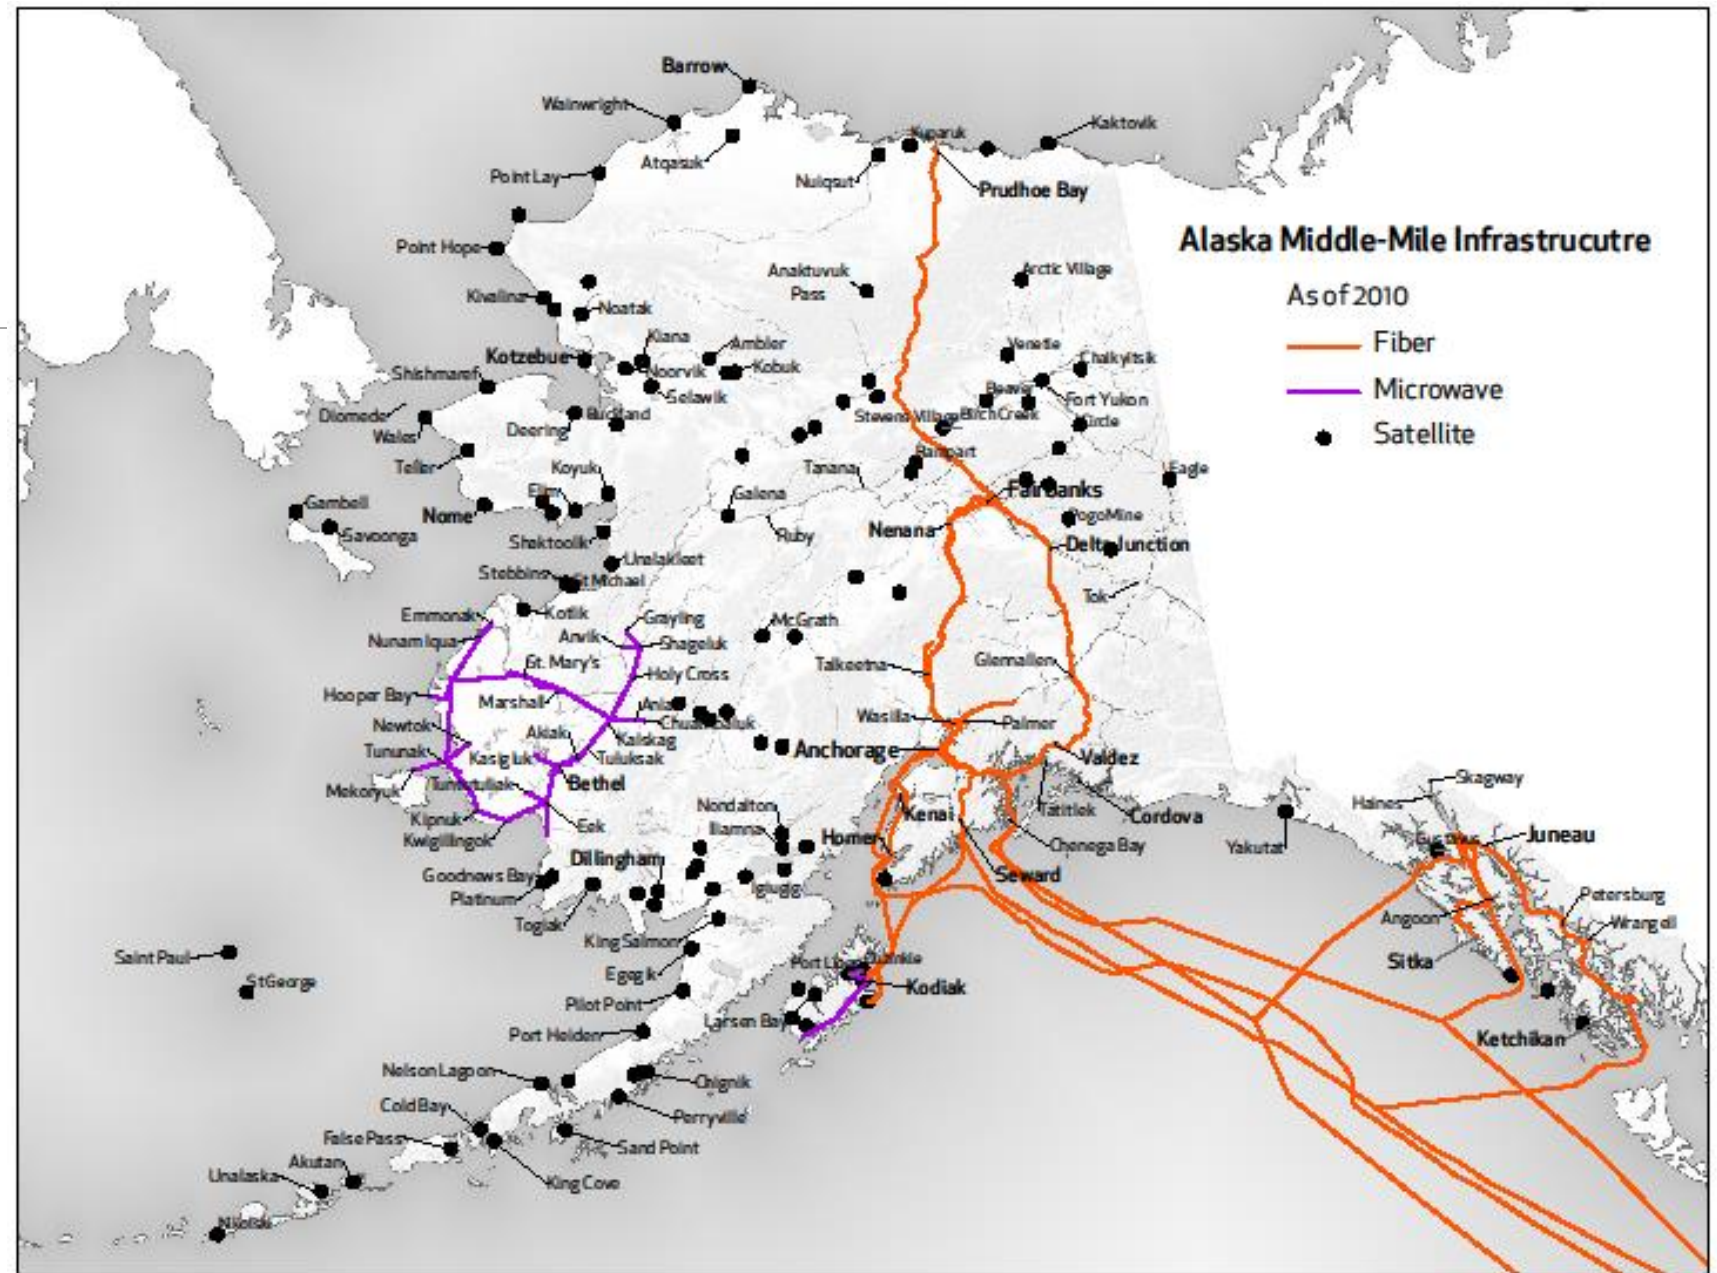 Barrow
Wainwright
Atqasuk
Point Lay
Point Hope
Kuparuk
Kaktovik
Nuiqsut
Prudhoe Bay
Alaska Middle-Mile Infrastrucutre
As of 2010
Fiber
Microwave
Satellite
Anaktuvuk
Pass
Arctic Village
Kivalina
Noatak
Kiana
Ambler
Kotzebue
Noorvik
Kobuk
Selawik
Shishmaref
Diomede
Wales
Deering
Buckland
Teller
Koyuk
Elim
Nome
Gambell
Savoonga
Shaktoolik
Unalakleet
Stebbins
St Michael
Venetie
Chalkyitsik
Beaver
Fort Yukon
Stevens Village
Birch Creek
Circle
Rampart
Tanana
Eagle
Galena
Ruby
Fairbanks
Nenana
Pogo Mine
Delta Junction
Tok
Emmonak
Kotlik
Nunam Iqua
Grayling
Anvik
Shageluk
St. Mary's
Holy Cross
Hooper Bay
Marshall
Newtok
Kalskag
Akiak
Tununak
Kasigluk
Tuluksak
Mekoryuk
Bethel
Kipnuk
Kwigillingok
Eek
McGrath
Talkeetna
Glennallen
Wasilla
Palmer
Anchorage
Valdez
Tatitlek
Cordova
Kenai
Chenega Bay
Homer
Seward
Nondalton
Iliamna
Dillingham
Goodnews Bay
Platinum
Togiak
Igiugig
King Salmon
Egegik
Pilot Point
Port Heiden
Saint Paul
St George
Kodiak
Larsen Bay
Nelson Lagoon
Chignik
Cold Bay
Perryville
False Pass
Sand Point
Akutan
King Cove
Unalaska
Nikolski
Yakutat
Skagway
Haines
Gustavus
Juneau
Petersburg
Angoon
Wrangell
Sitka
Ketchikan